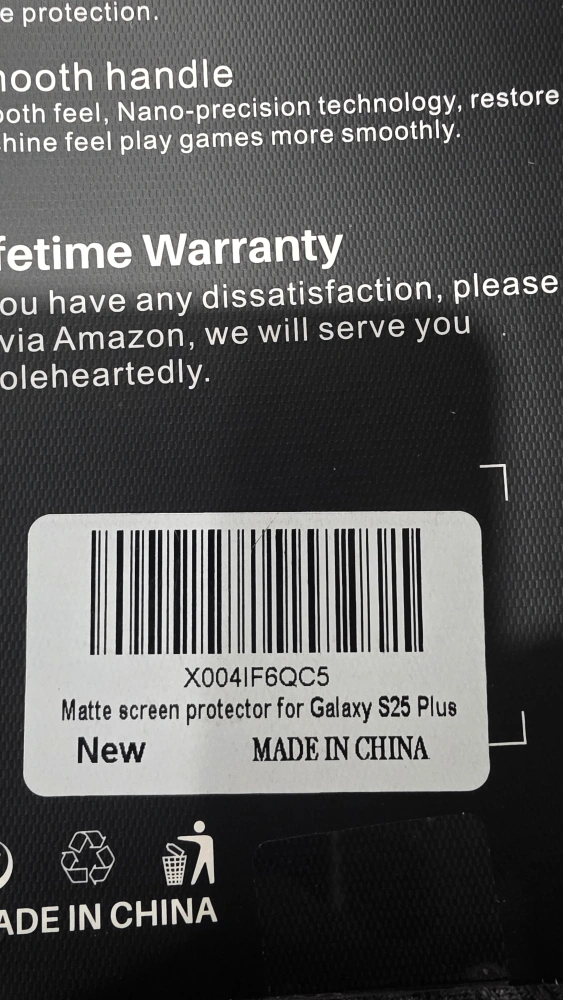 e protection.
ooth handle
ooth feel, Nano-precision technology, restore
hine feel play games more smoothly.
fetime Warranty
ou have any dissatisfaction, please
via Amazon, we will serve you
oleheartedly.
X004IF6QC5
Matte screen protector for Galaxy S25 Plus
New MADE IN CHINA
ADE IN CHINA